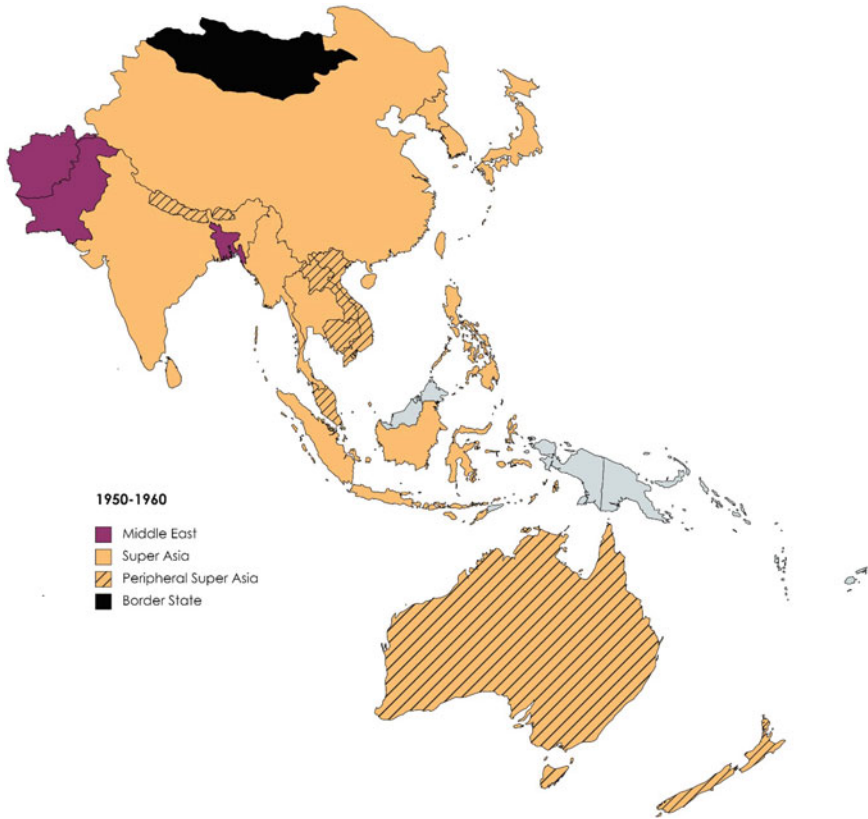 1950-1960
Middle East
Super Asia
Peripheral Super Asia
Border State